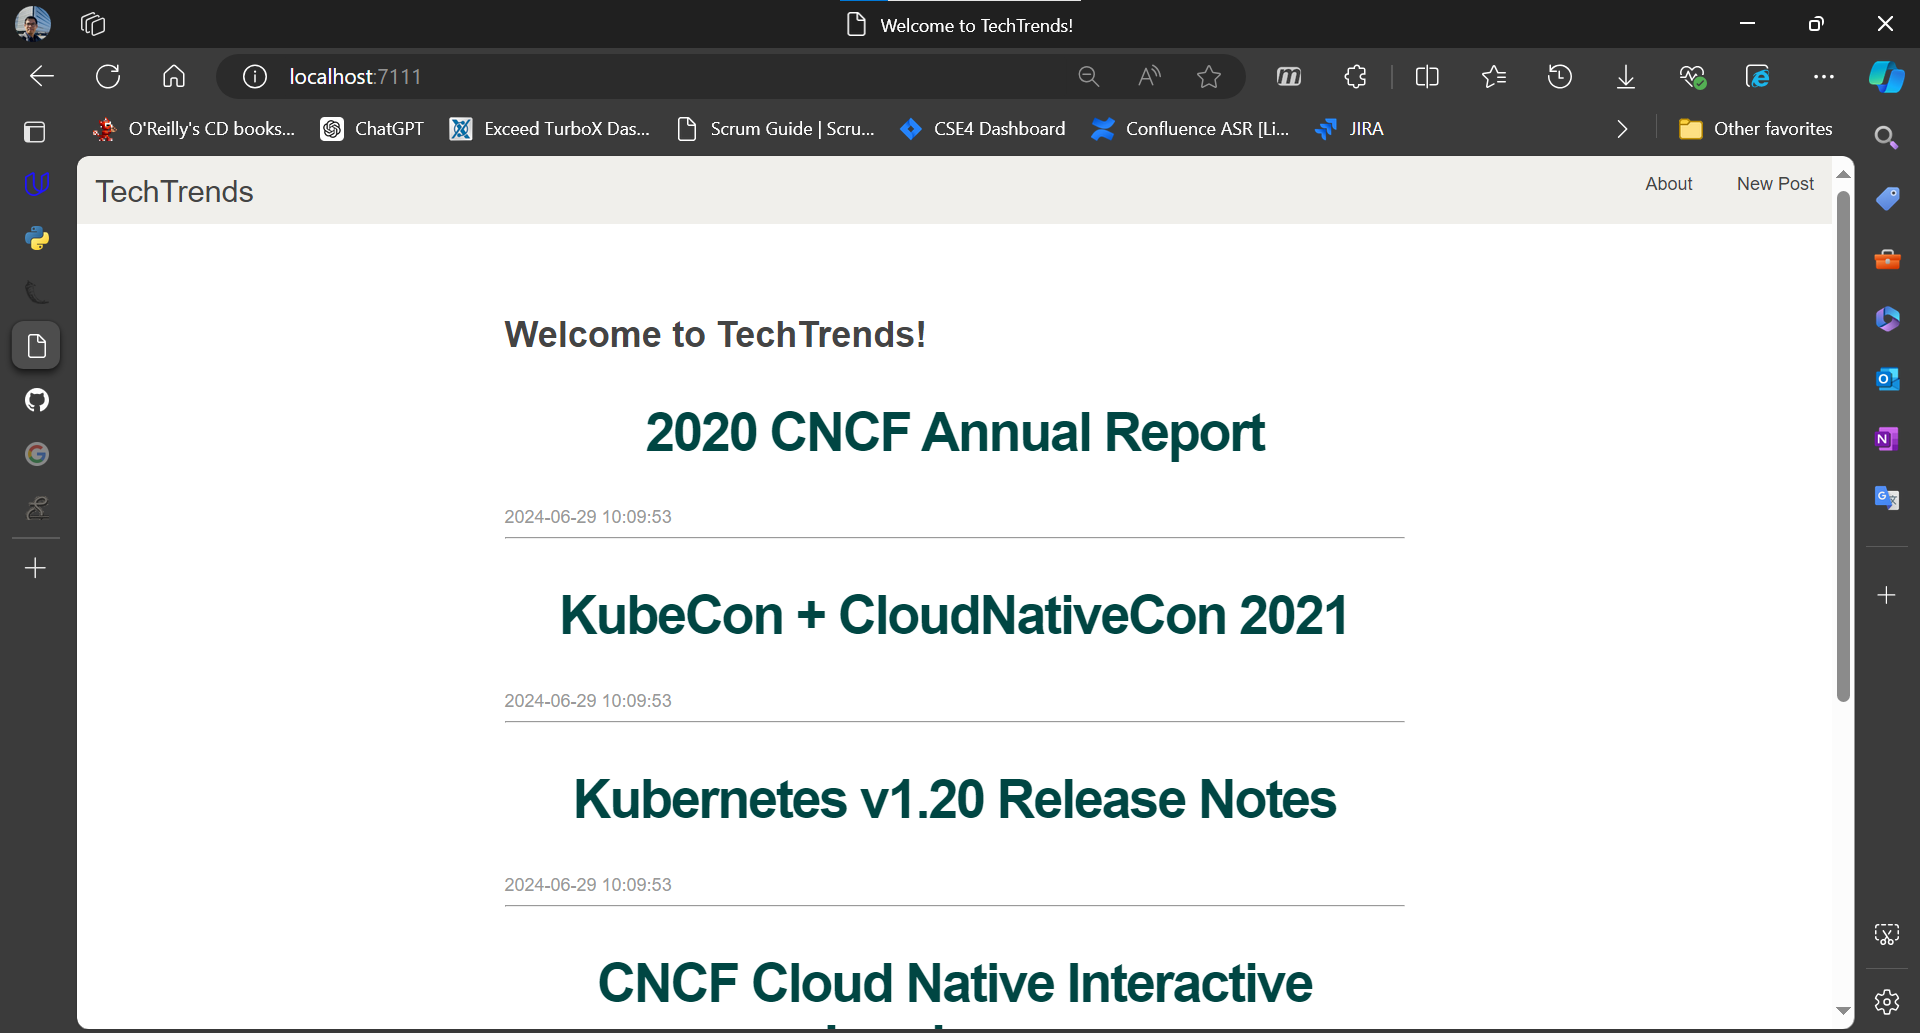 Welcome to TechTrends!
localhost:7111
O'Reilly's CD books...
ChatGPT
Exceed TurboX Das...
Scrum Guide | Scru...
CSE4 Dashboard
Confluence ASR [Li...
JIRA
Other favorites
TechTrends
About
New Post
Welcome to TechTrends!
2020 CNCF Annual Report
2024-06-29 10:09:53
KubeCon + CloudNativeCon 2021
2024-06-29 10:09:53
Kubernetes v1.20 Release Notes
2024-06-29 10:09:53
CNCF Cloud Native Interactive